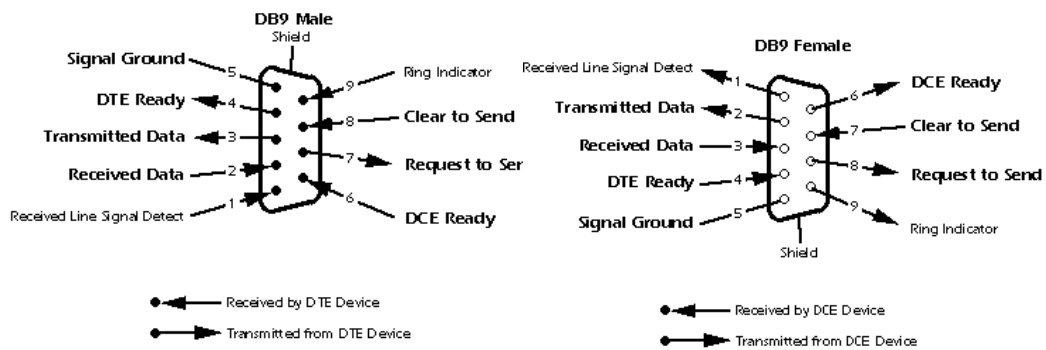 DB9 Male
Shield
Signal Ground
5
9
Ring Indicator
DTE Ready
4
8
Clear to Send
Transmitted Data
3
7
Request to Ser
Received Data
2
6
DCE Ready
Received Line Signal Detect
1
Received by DTE Device
Transmitted from DTE Device
DB9 Female
Received Line Signal Detect
1
6
DCE Ready
Transmitted Data
2
7
Clear to Send
Received Data
3
8
Request to Send
DTE Ready
4
9
Ring Indicator
Signal Ground
5
Shield
Received by DCE Device
Transmitted from DCE Device